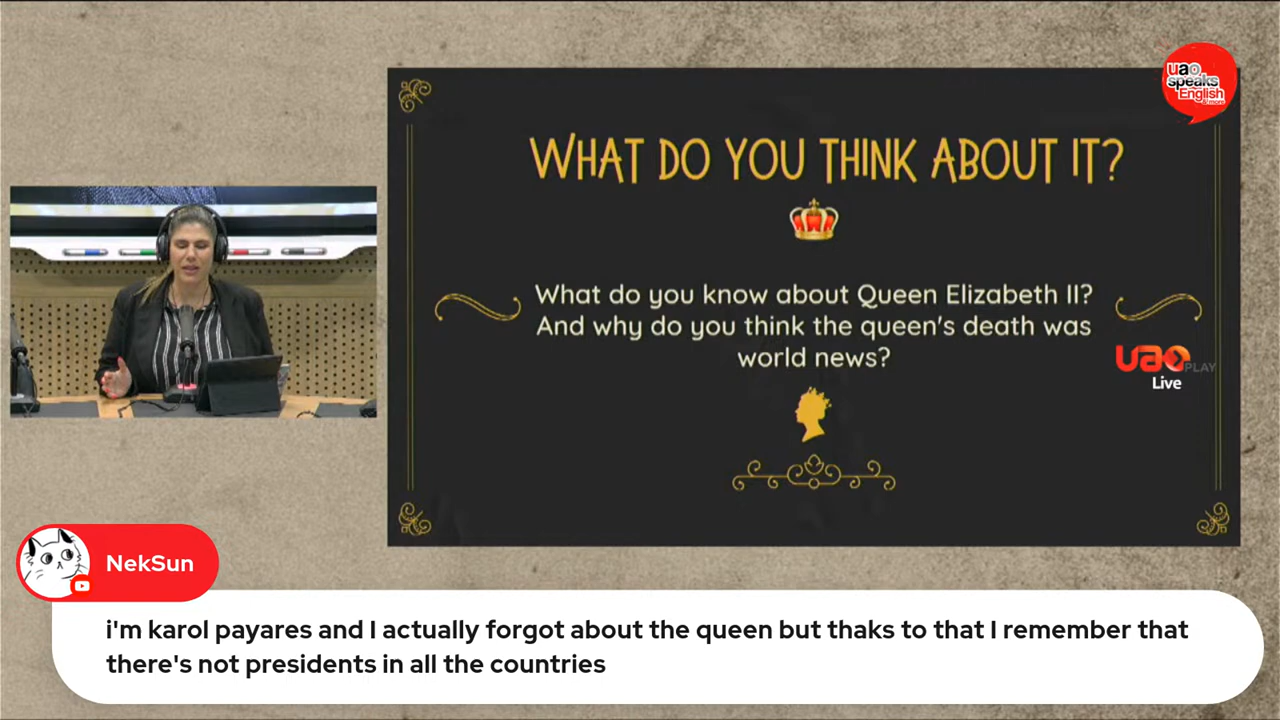 uao
speaks
English
& more
WHAT DO YOU THINK ABOUT IT?
What do you know about Queen Elizabeth II?
And why do you think the queen's death was
world news?
uao PLAY
Live
NekSun
i'm karol payares and I actually forgot about the queen but thaks to that I remember that
there's not presidents in all the countries